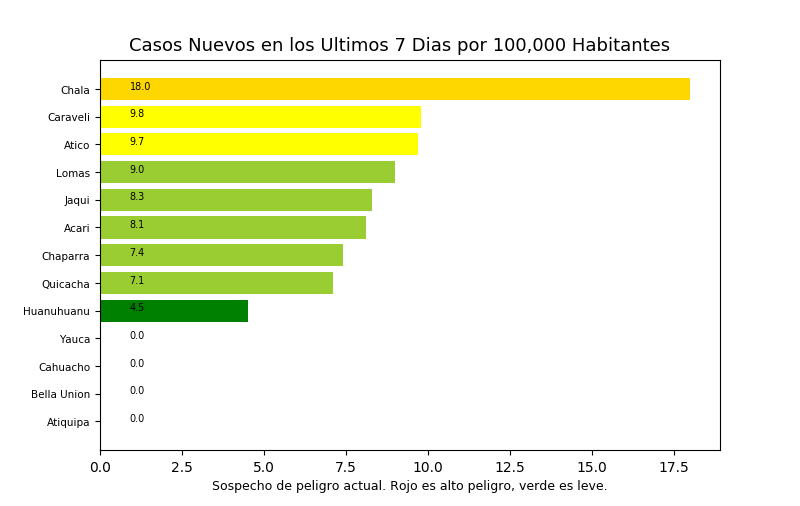 Casos Nuevos en los Ultimos 7 Dias por 100,000 Habitantes
Chala 18.0
Caraveli 9.8
Atico 9.7
Lomas 9.0
Jaqui 8.3
Acari 8.1
Chaparra 7.4
Quicacha 7.1
Huanuhuanu 4.5
Yauca 0.0
Cahuacho 0.0
Bella Union 0.0
Atiquipa 0.0
0.0 2.5 5.0 7.5 10.0 12.5 15.0 17.5
Sospecho de peligro actual. Rojo es alto peligro, verde es leve.